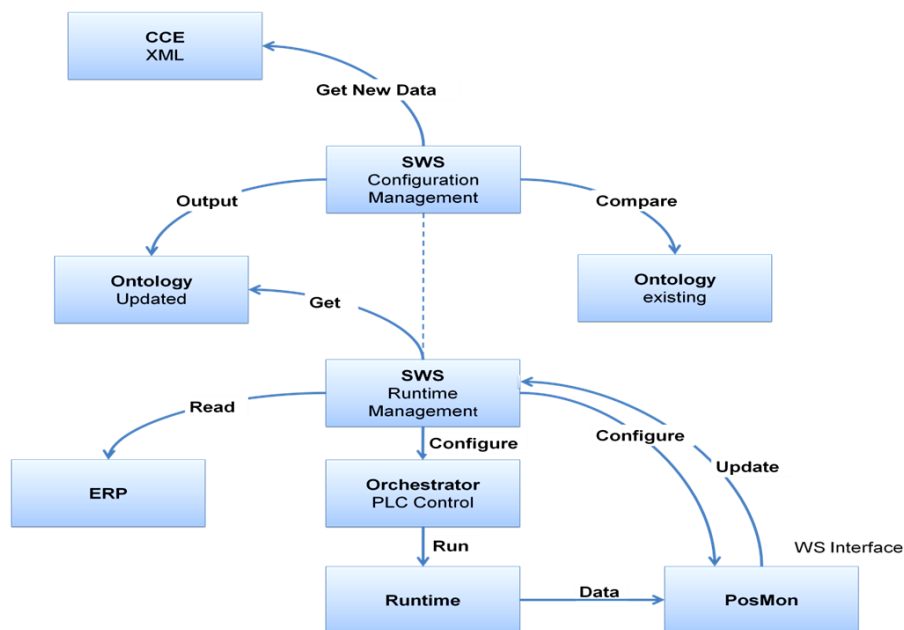 CCE
XML
Get New Data
SWS
Configuration
Management
Output
Compare
Ontology
Updated
Ontology
existing
Get
SWS
Runtime
Management
Read
Configure
Configure
Update
ERP
Orchestrator
PLC Control
Run
WS Interface
Runtime
Data
PosMon